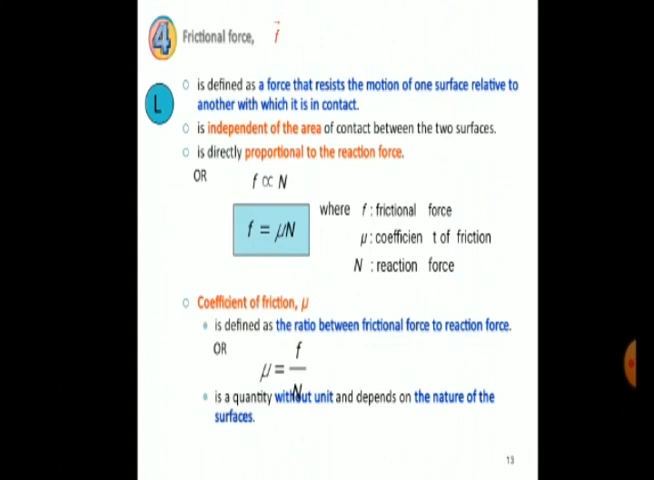 4 Frictional force, f
L
is defined as a force that resists the motion of one surface relative to
another with which it is in contact.
is independent of the area of contact between the two surfaces.
is directly proportional to the reaction force.
OR f ∝ N
f = μN
where f : frictional force
μ : coefficien t of friction
N : reaction force
Coefficient of friction, μ
is defined as the ratio between frictional force to reaction force.
OR μ = f / N
is a quantity without unit and depends on the nature of the
surfaces.
13